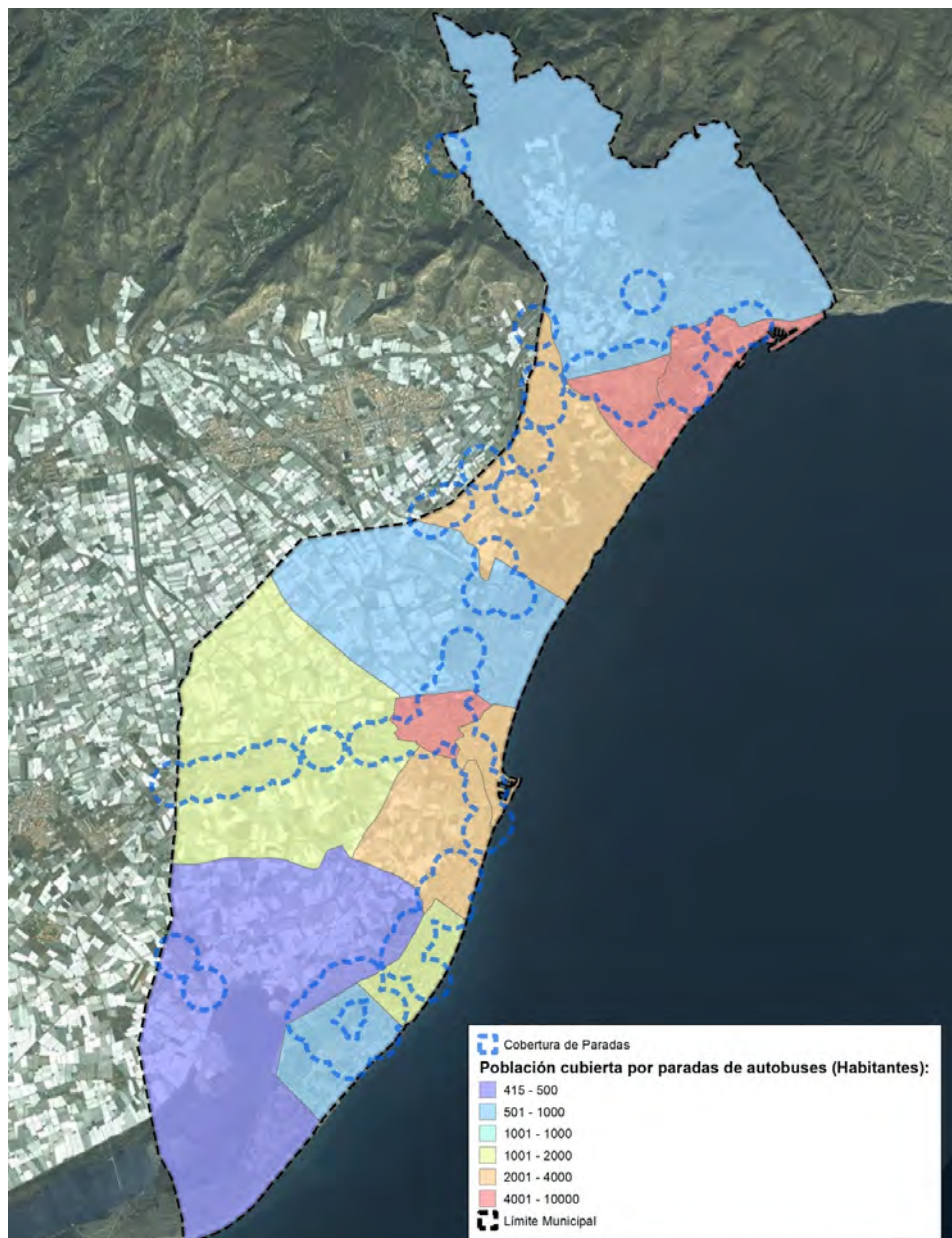 Cobertura de Paradas
Población cubierta por paradas de autobuses (Habitantes):
415 - 500
501 - 1000
1001 - 1000
1001 - 2000
2001 - 4000
4001 - 10000
Límite Municipal